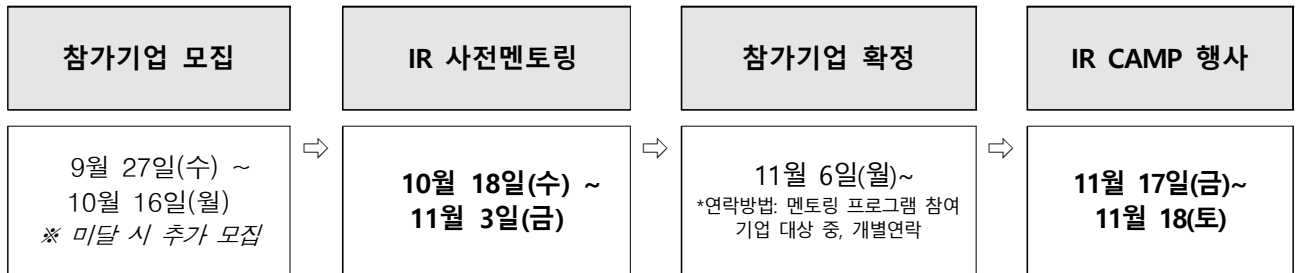 참가기업 모집
9월 27일(수) ~
10월 16일(월)
※ 미달 시 추가 모집
⇨
IR 사전멘토링
10월 18일(수) ~
11월 3일(금)
⇨
참가기업 확정
11월 6일(월)~
*연락방법: 멘토링 프로그램 참여
기업 대상 중, 개별연락
⇨
IR CAMP 행사
11월 17일(금)~
11월 18(토)